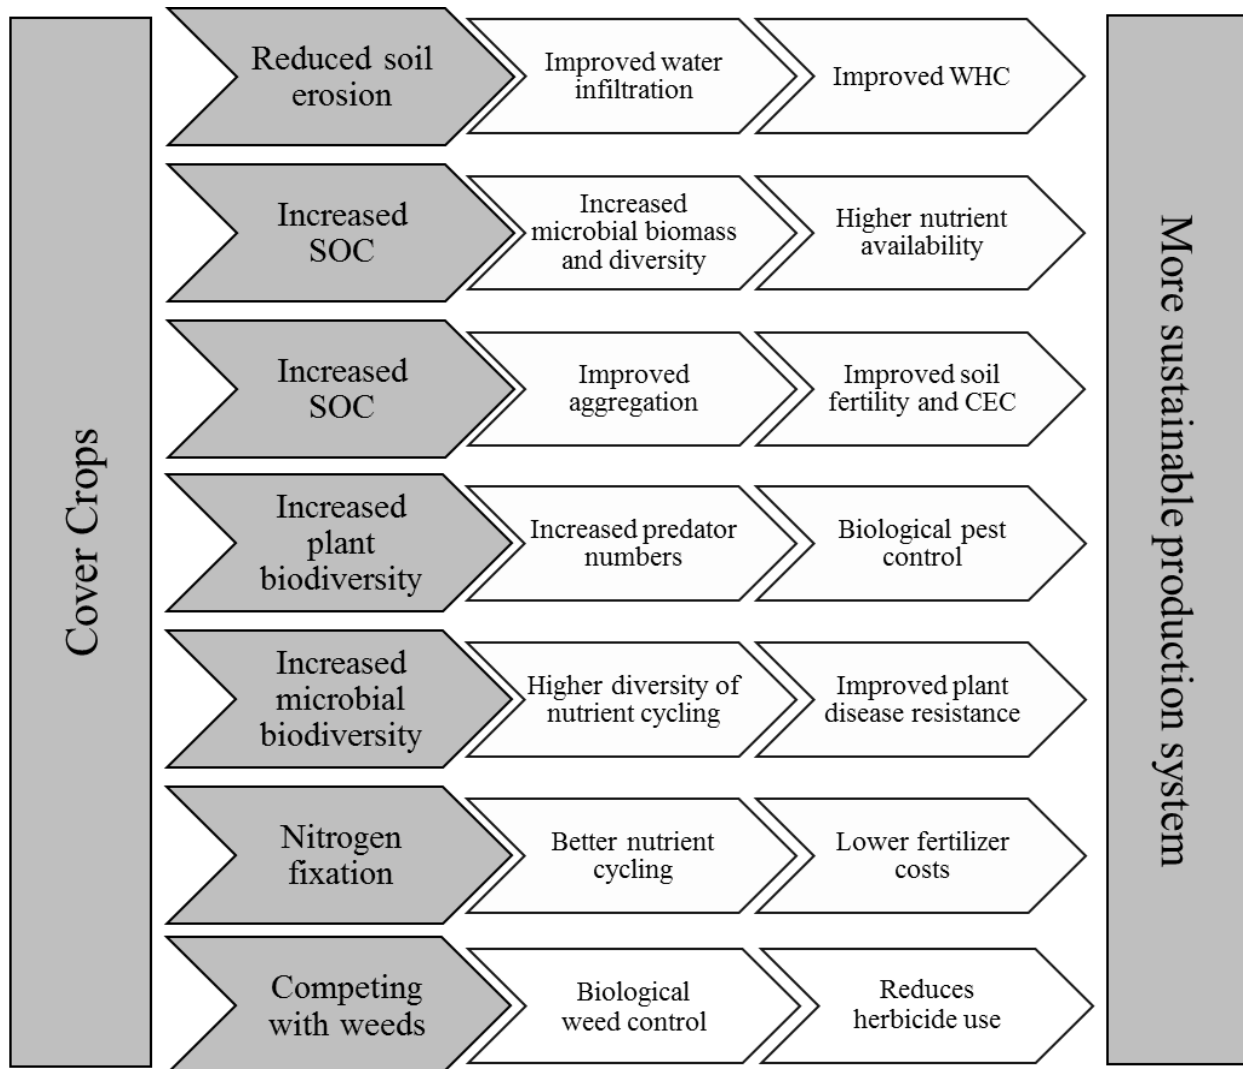 Cover Crops
Reduced soil
erosion
Improved water
infiltration
Improved WHC
Increased
SOC
Increased
microbial biomass
and diversity
Higher nutrient
availability
Increased
SOC
Improved
aggregation
Improved soil
fertility and CEC
Increased
plant
biodiversity
Increased predator
numbers
Biological pest
control
Increased
microbial
biodiversity
Higher diversity of
nutrient cycling
Improved plant
disease resistance
Nitrogen
fixation
Better nutrient
cycling
Lower fertilizer
costs
Competing
with weeds
Biological
weed control
Reduces
herbicide use
More sustainable production system